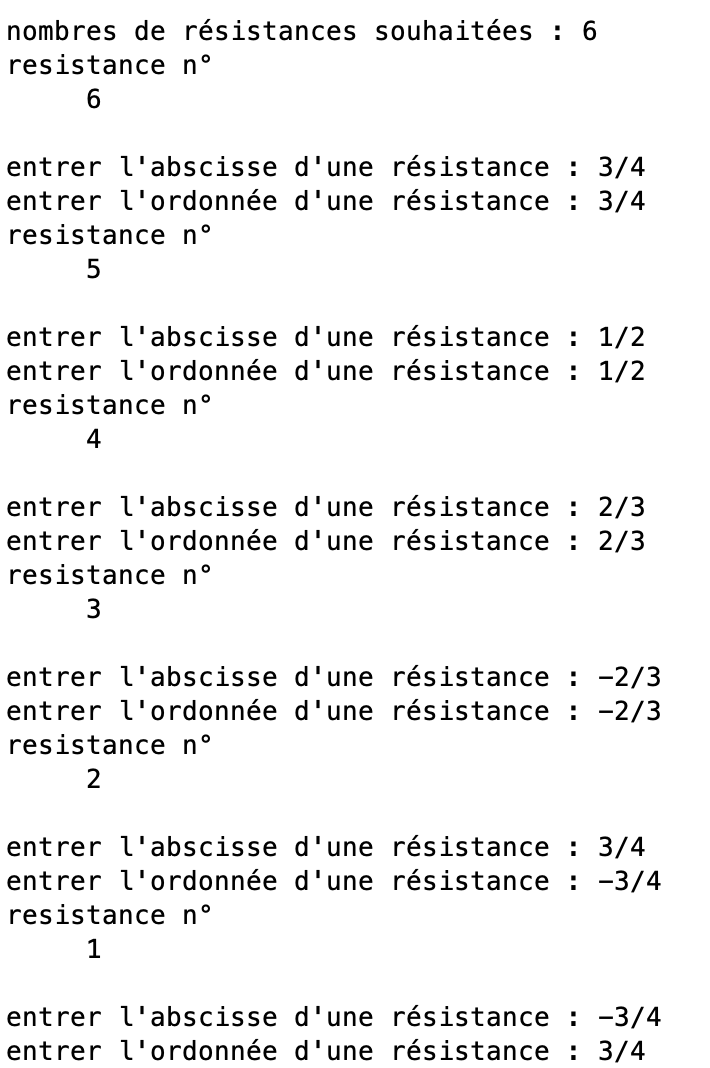 nombres de résistances souhaitées : 6
resistance n°
6
entrer l'abscisse d'une résistance : 3/4
entrer l'ordonnée d'une résistance : 3/4
resistance n°
5
entrer l'abscisse d'une résistance : 1/2
entrer l'ordonnée d'une résistance : 1/2
resistance n°
4
entrer l'abscisse d'une résistance : 2/3
entrer l'ordonnée d'une résistance : 2/3
resistance n°
3
entrer l'abscisse d'une résistance : -2/3
entrer l'ordonnée d'une résistance : -2/3
resistance n°
2
entrer l'abscisse d'une résistance : 3/4
entrer l'ordonnée d'une résistance : -3/4
resistance n°
1
entrer l'abscisse d'une résistance : -3/4
entrer l'ordonnée d'une résistance : 3/4